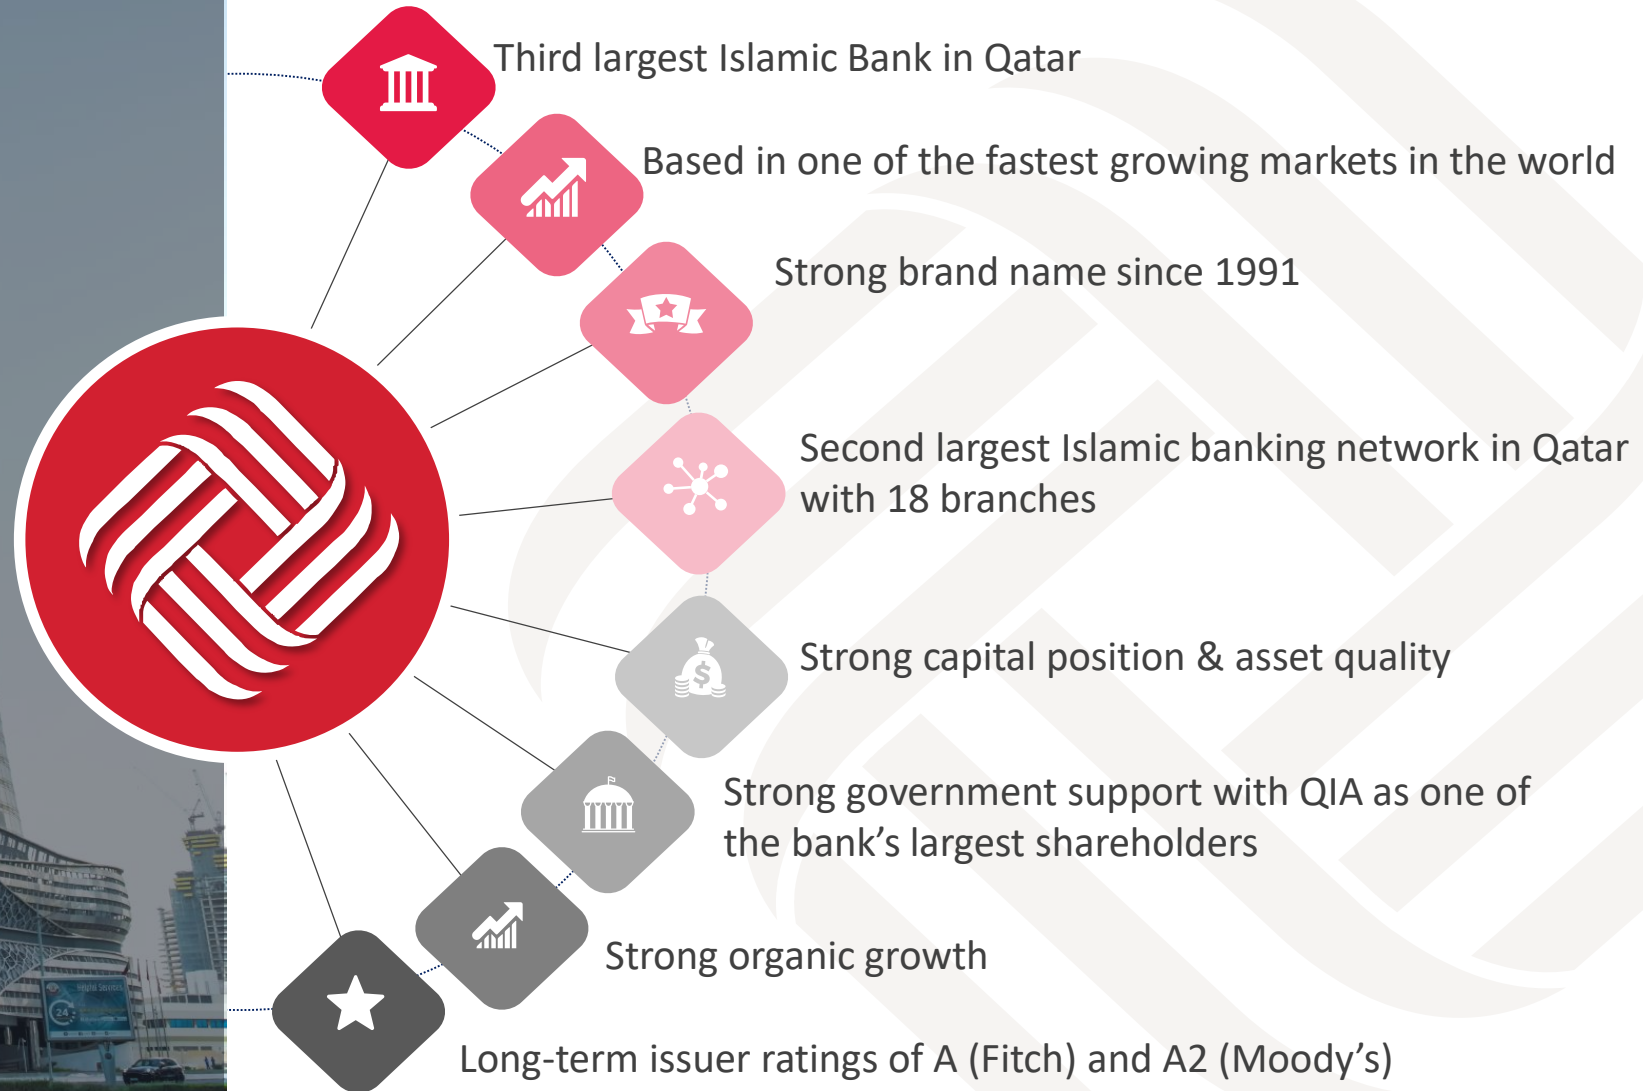 Third largest Islamic Bank in Qatar
Based in one of the fastest growing markets in the world
Strong brand name since 1991
Second largest Islamic banking network in Qatar
with 18 branches
Strong capital position & asset quality
Strong government support with QIA as one of
the bank’s largest shareholders
Strong organic growth
Long-term issuer ratings of A (Fitch) and A2 (Moody’s)
24